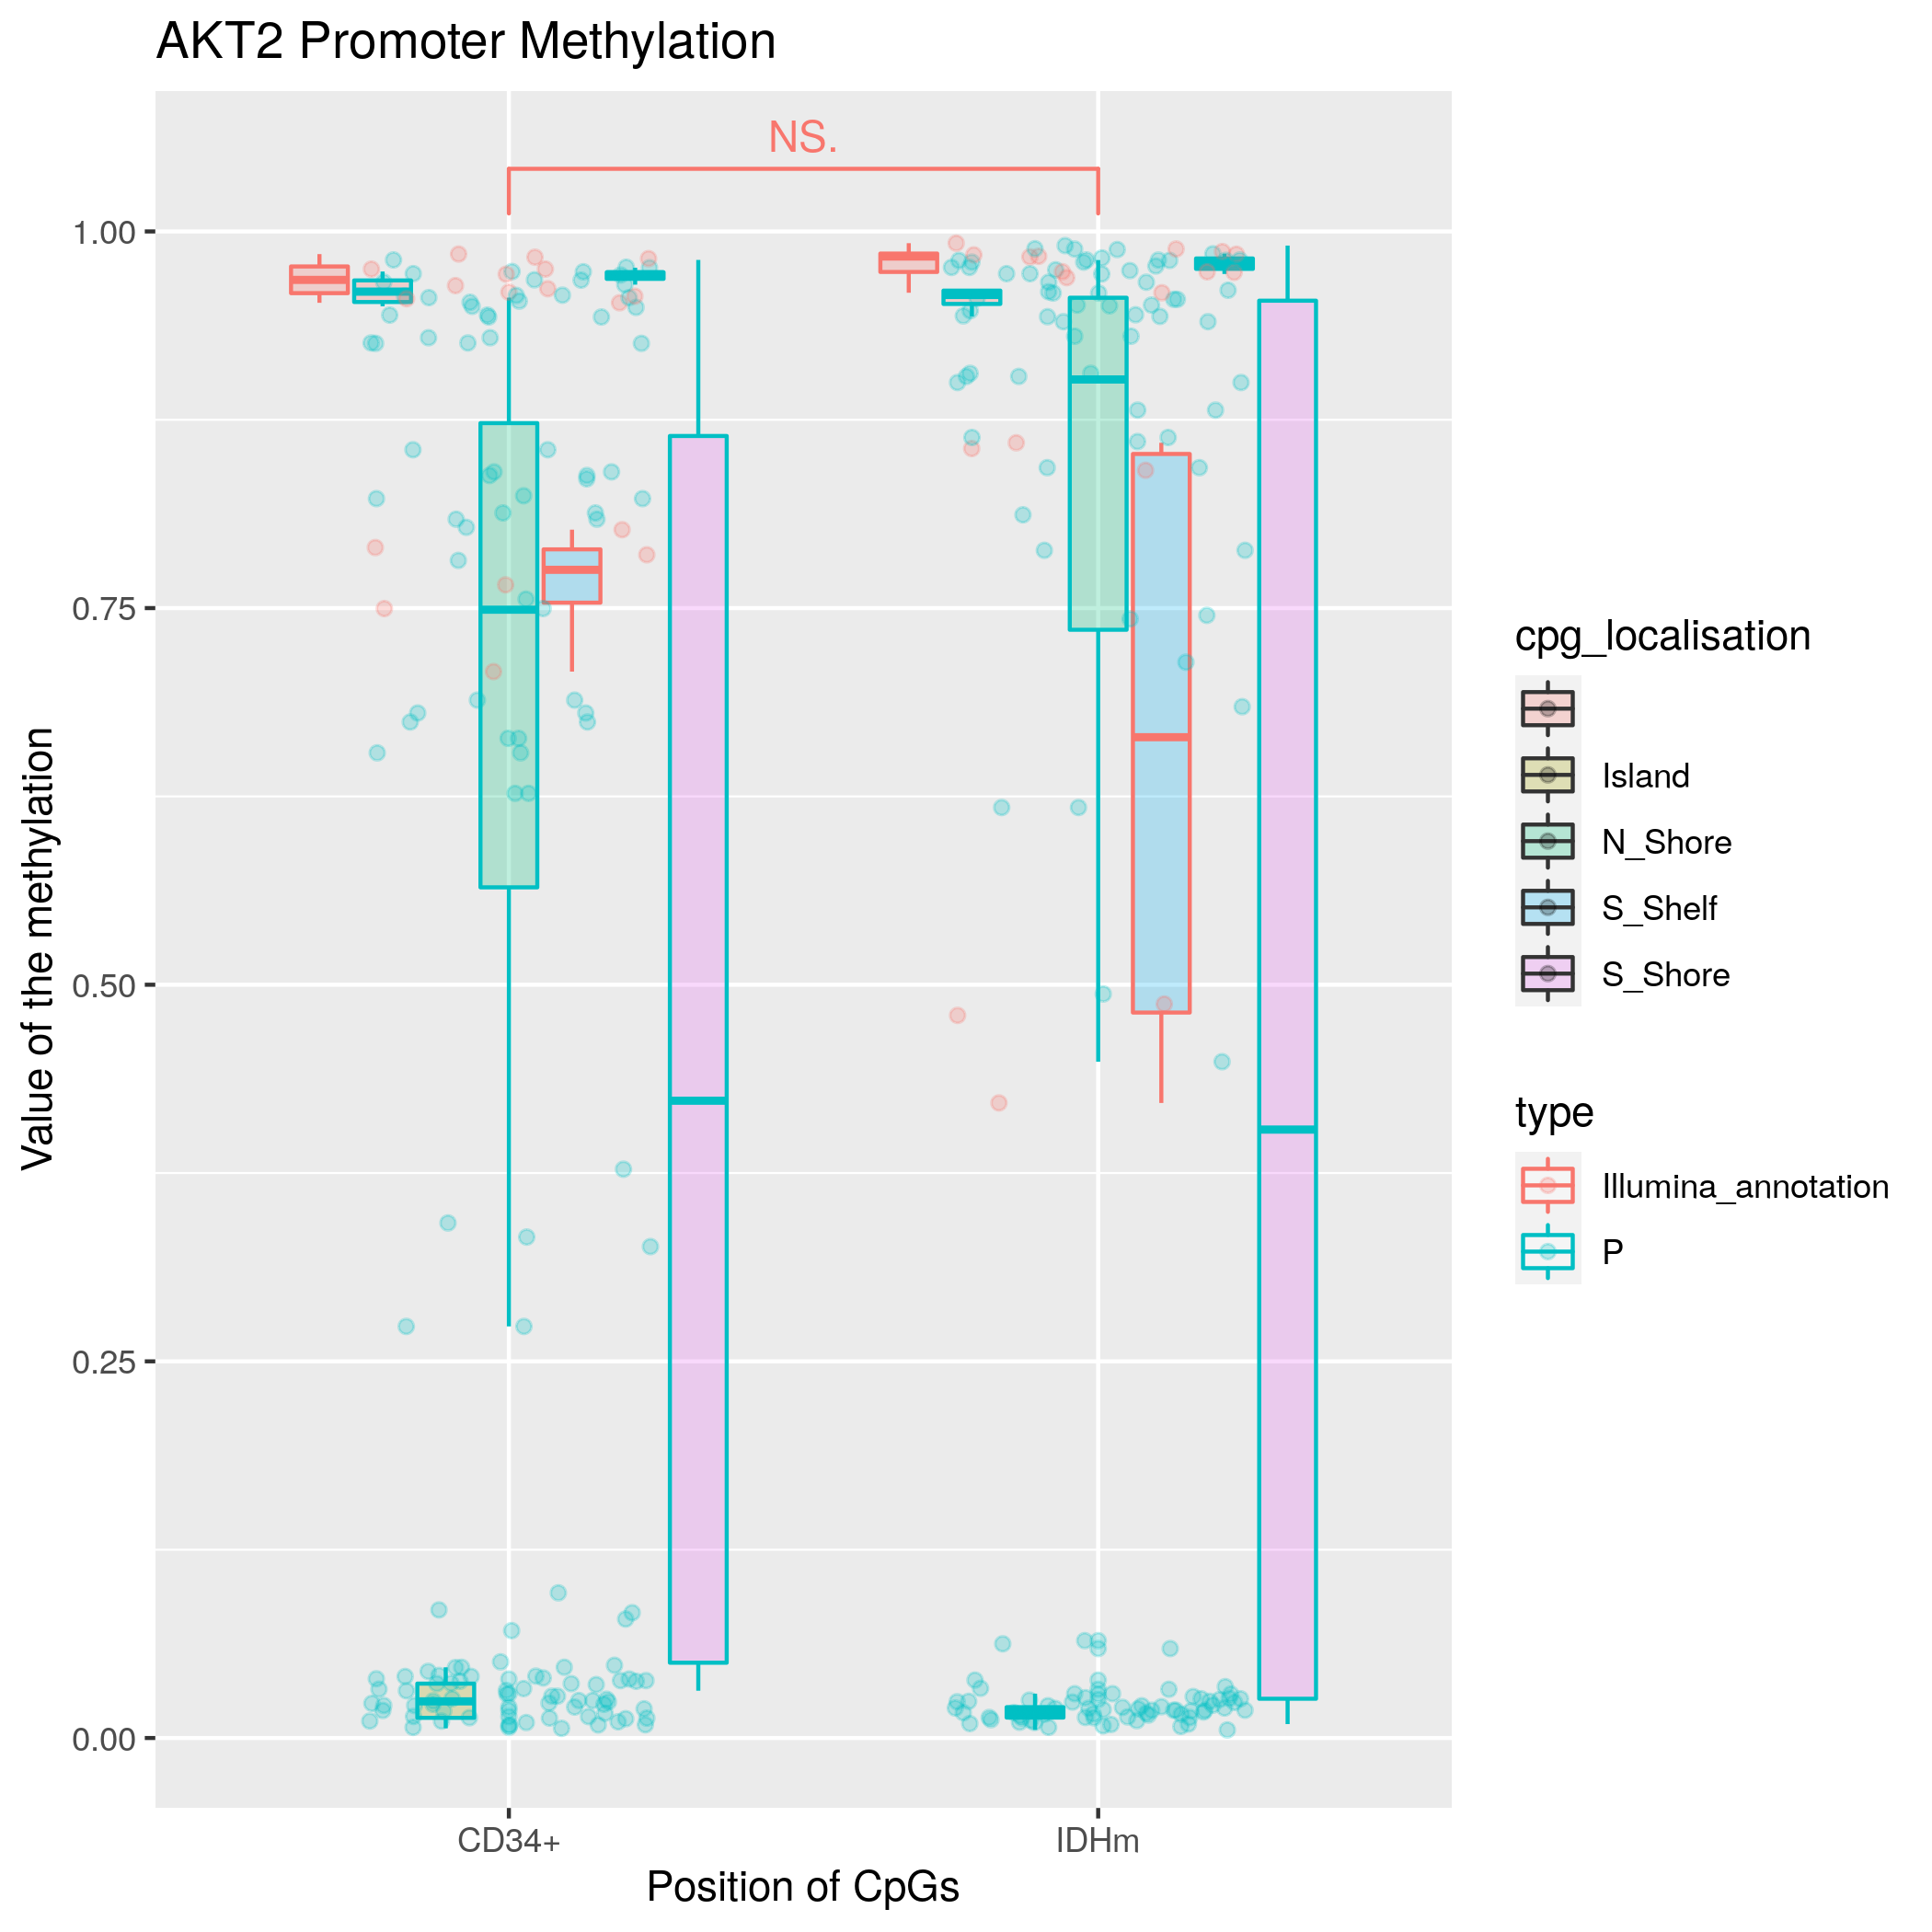 AKT2 Promoter Methylation
NS.
1.00
0.75
0.50
0.25
0.00
Value of the methylation
CD34+
IDHm
Position of CpGs
cpg_localisation
Island
N_Shore
S_Shelf
S_Shore
type
Illumina_annotation
P